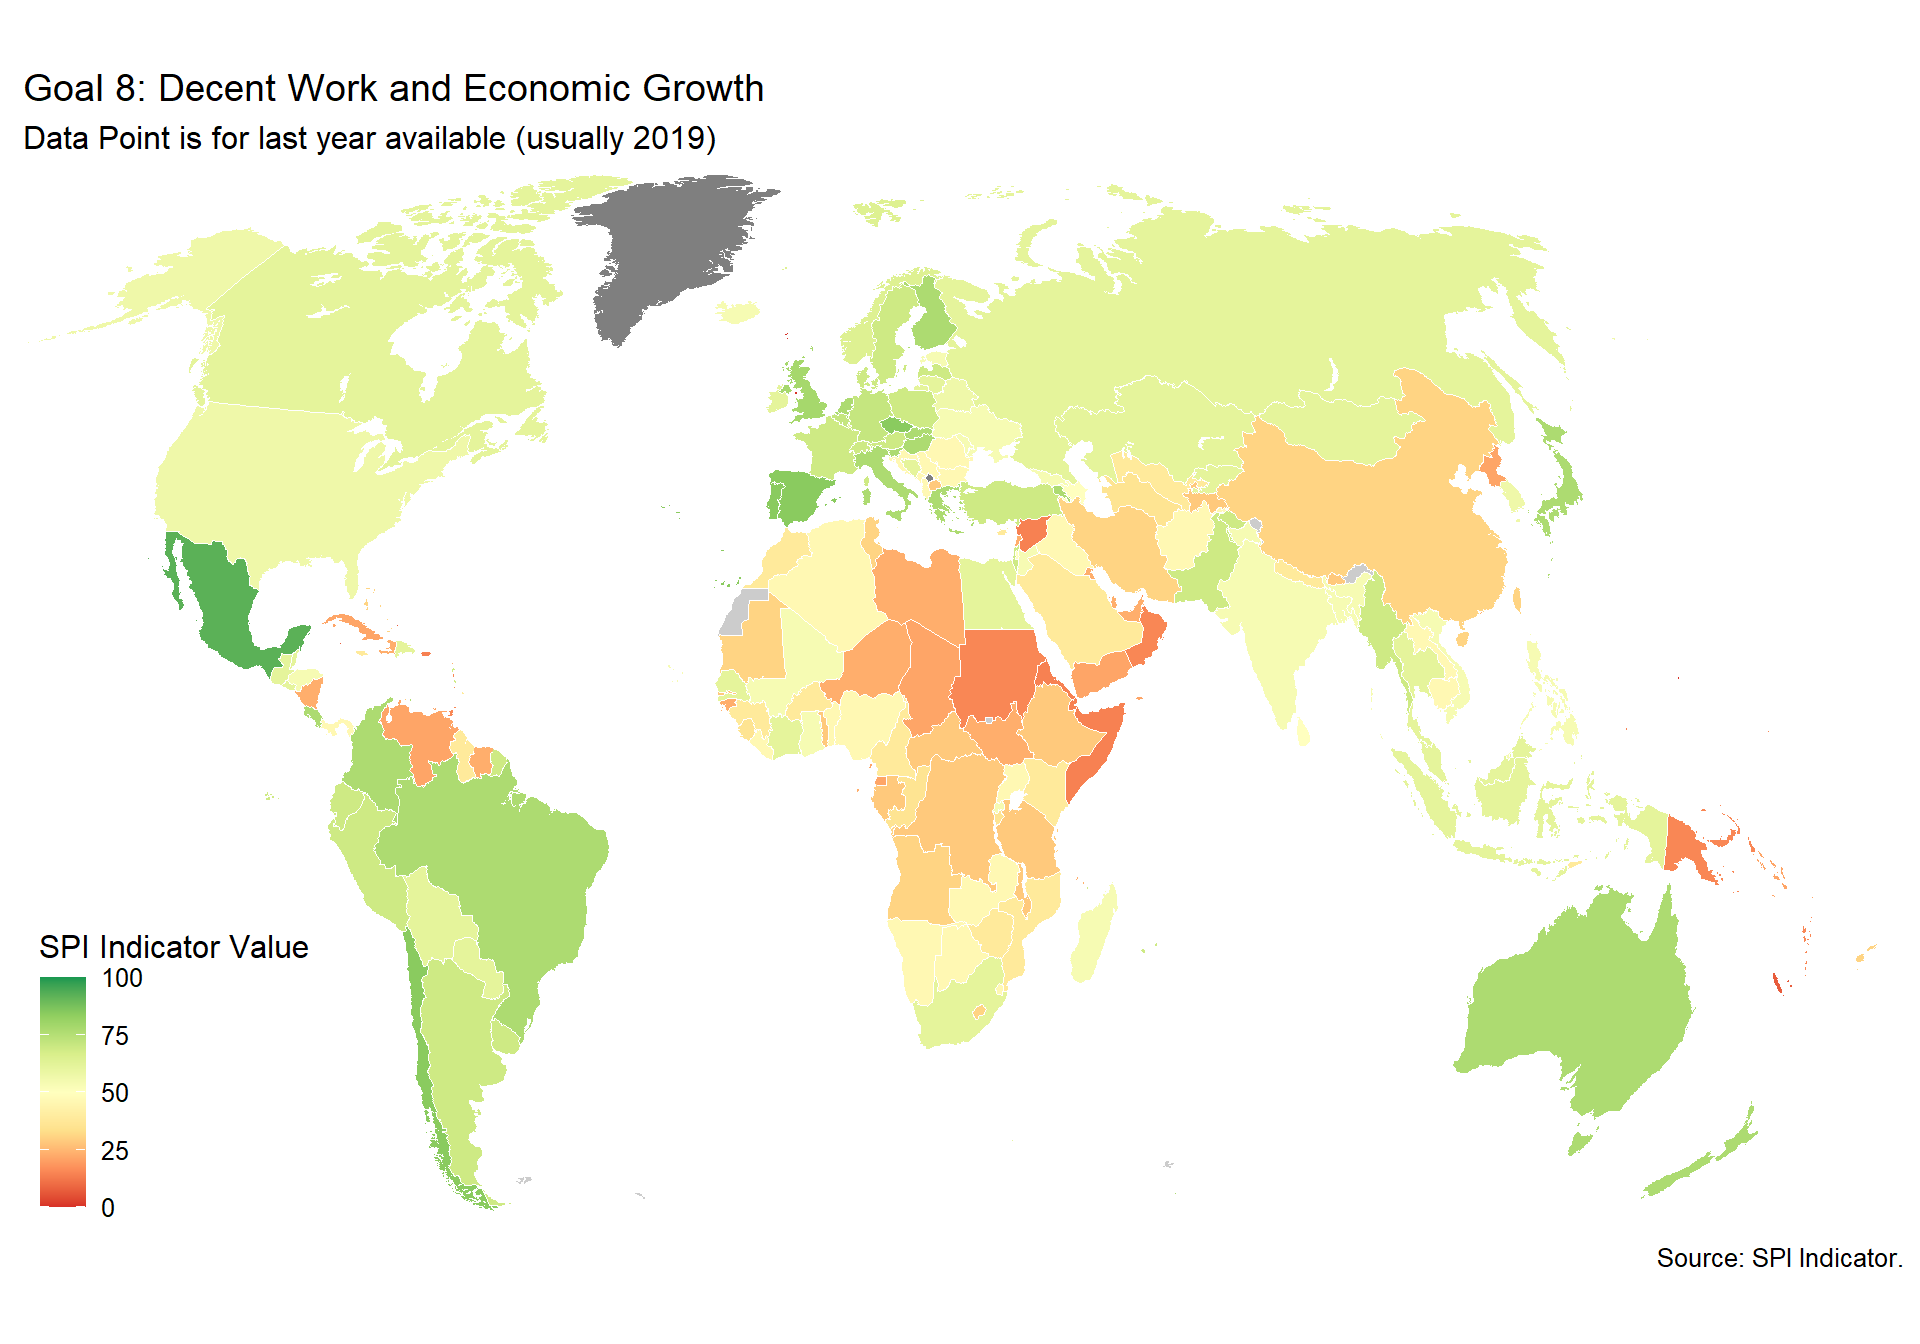 Goal 8: Decent Work and Economic Growth
Data Point is for last year available (usually 2019)
SPI Indicator Value
100
75
50
25
0
Source: SPI Indicator.